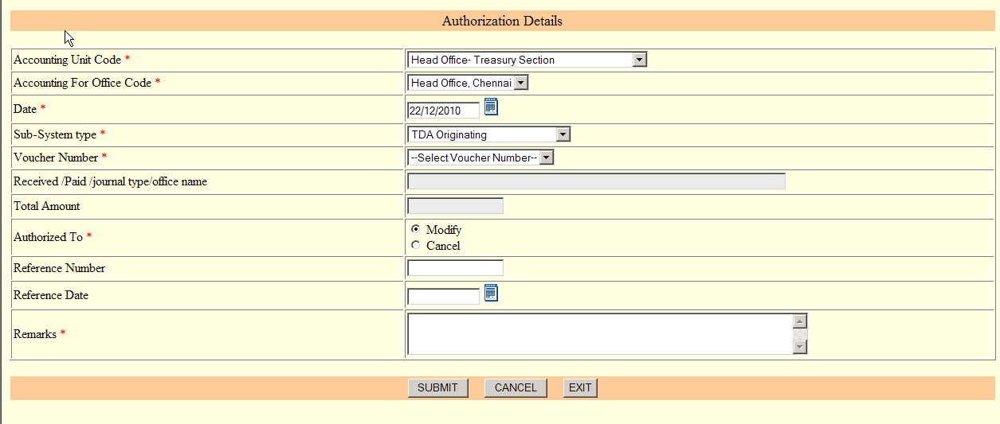 Authorization Details
Accounting Unit Code * Head Office- Treasury Section
Accounting For Office Code * Head Office, Chennai
Date * 22/12/2010
Sub-System type * TDA Originating
Voucher Number * --Select Voucher Number--
Received /Paid /journal type/office name
Total Amount
Authorized To * Modify
Cancel
Reference Number
Reference Date
Remarks *
SUBMIT CANCEL EXIT